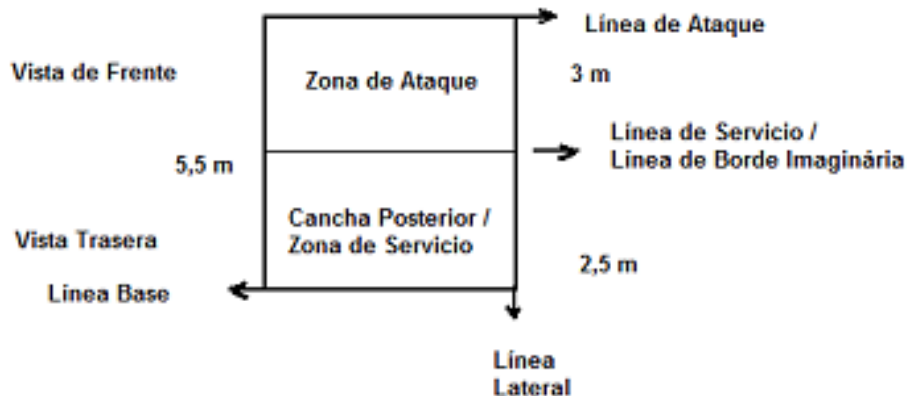 Línea de Ataque
Vista de Frente
Zona de Ataque
3 m
Línea de Servicio /
Línea de Borde Imaginária
5,5 m
Cancha Posterior /
Zona de Servicio
Vista Trasera
2,5 m
Línea Base
Línea
Lateral